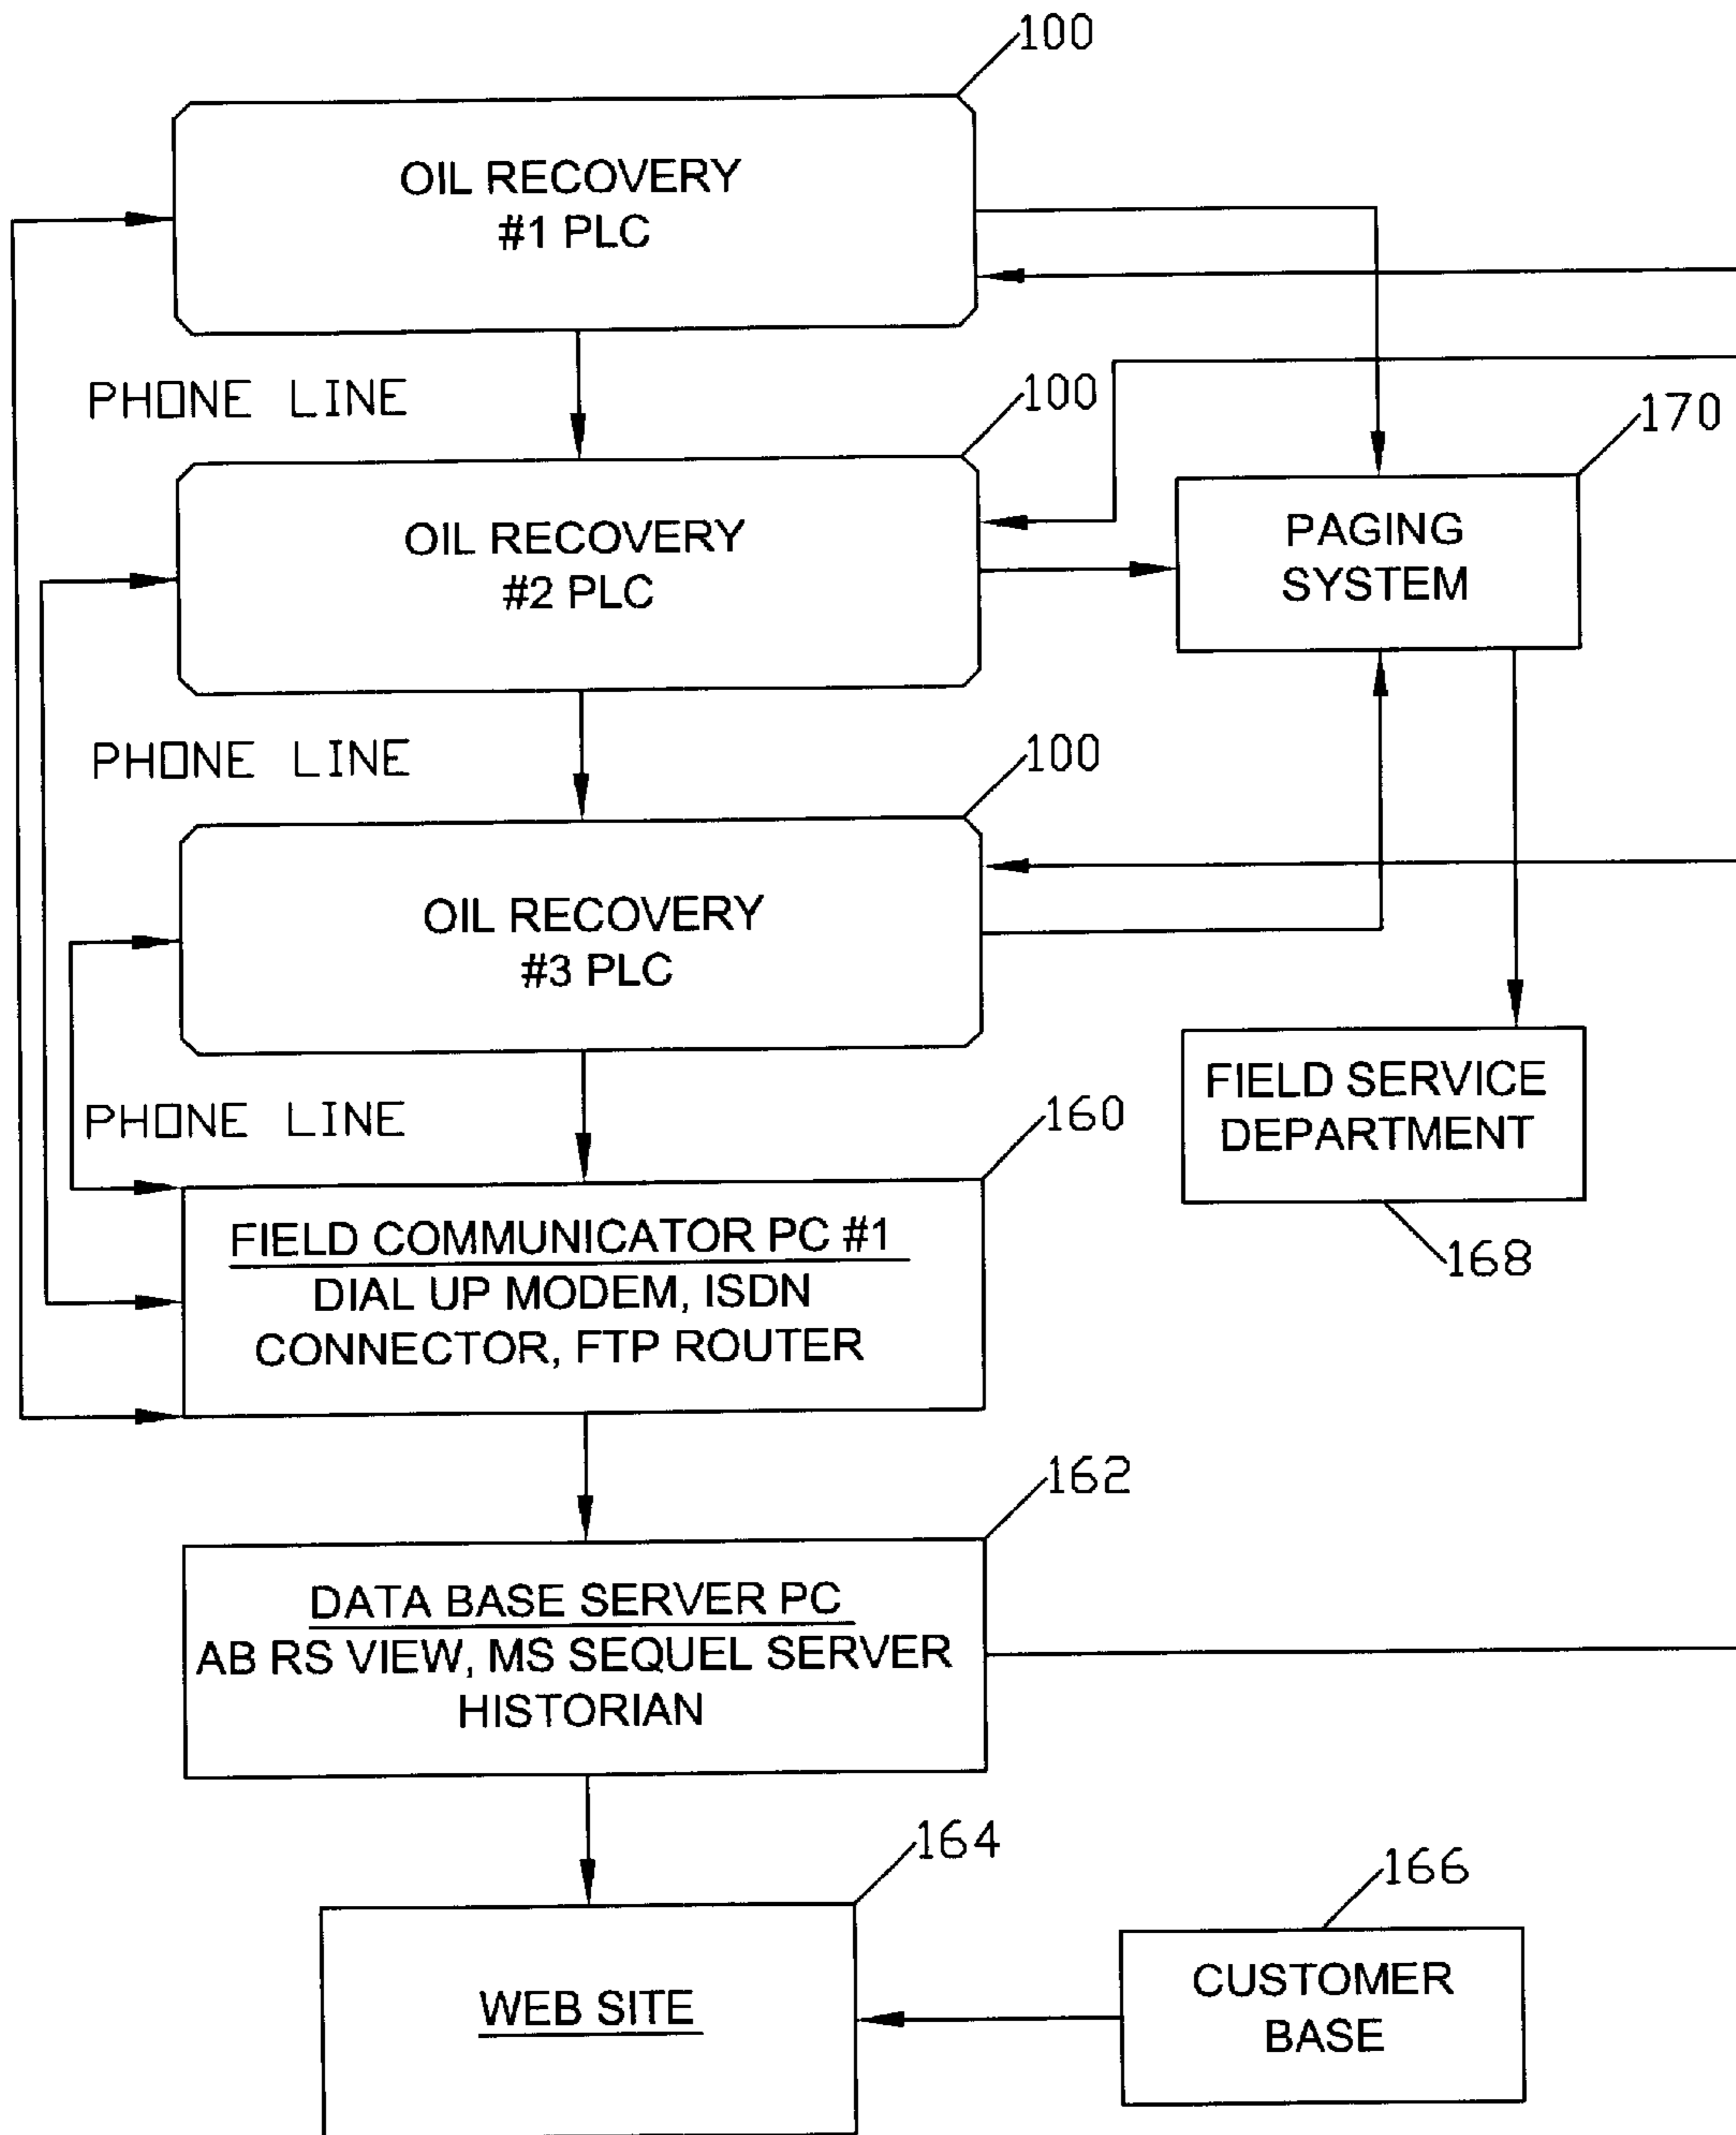 100
OIL RECOVERY
#1 PLC
PHONE LINE
100
170
OIL RECOVERY
#2 PLC
PAGING
SYSTEM
PHONE LINE
100
OIL RECOVERY
#3 PLC
FIELD SERVICE
DEPARTMENT
168
PHONE LINE
160
FIELD COMMUNICATOR PC #1
DIAL UP MODEM, ISDN
CONNECTOR, FTP ROUTER
162
DATA BASE SERVER PC
AB RS VIEW, MS SEQUEL SERVER
HISTORIAN
164
166
WEB SITE
CUSTOMER
BASE